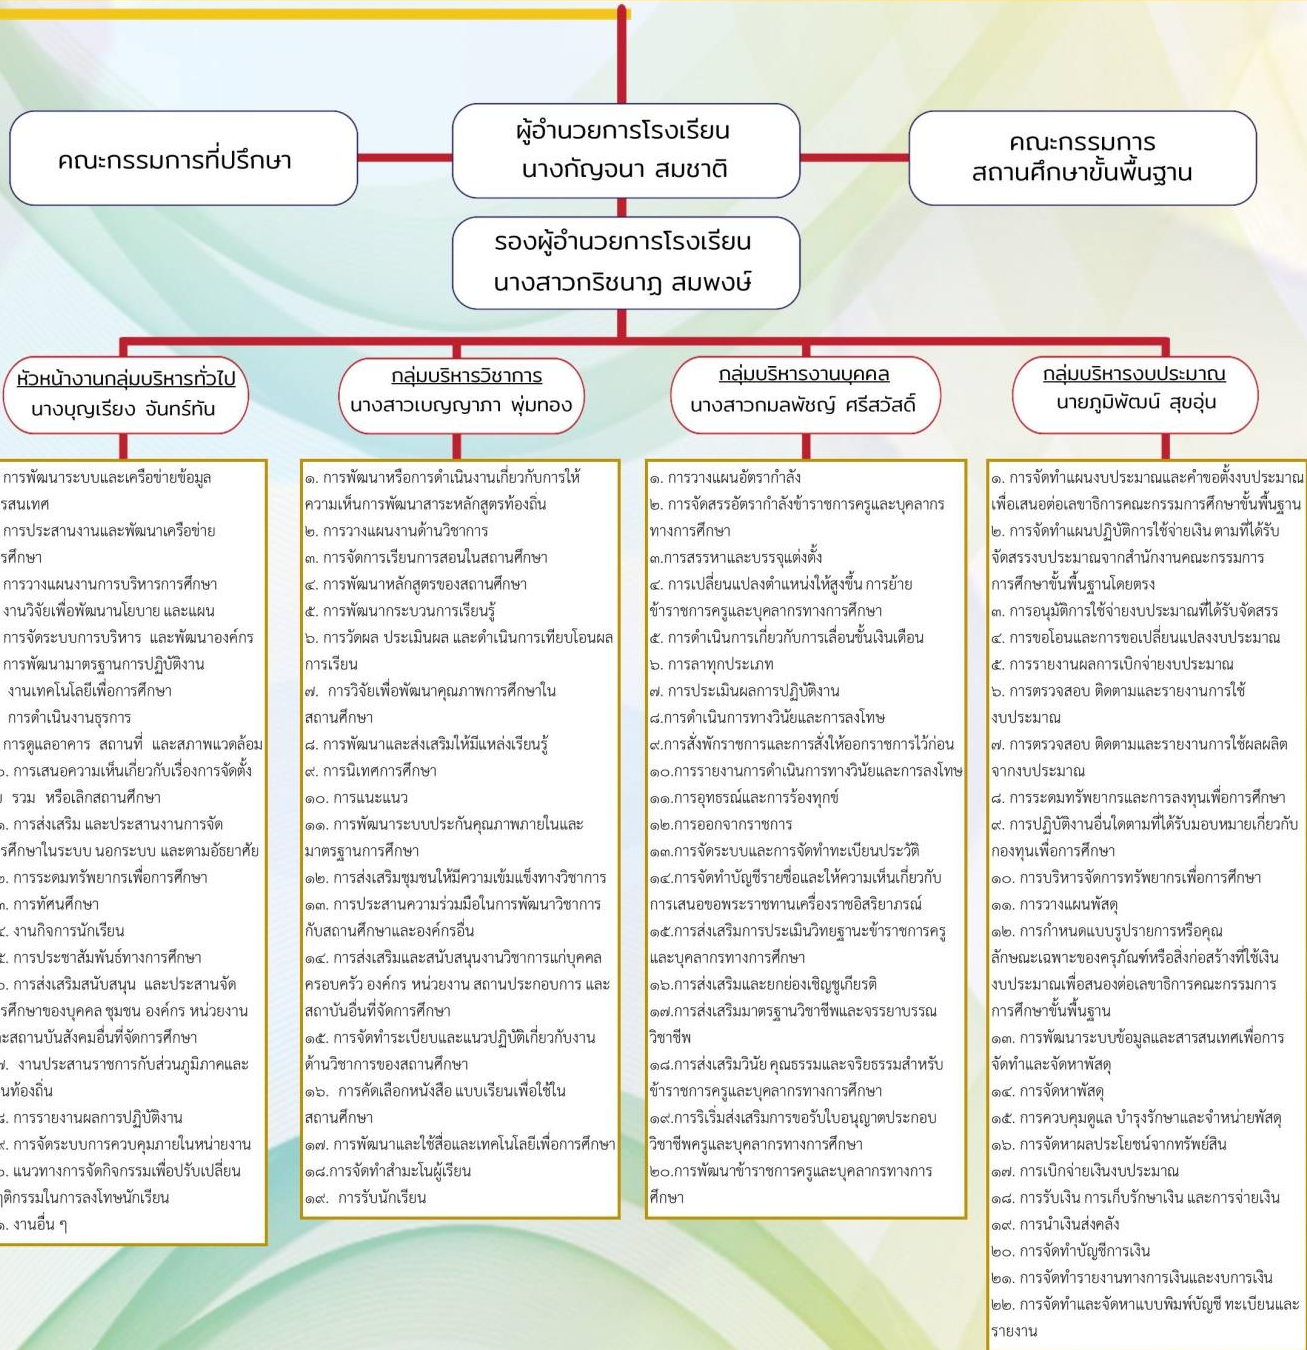 คณะกรรมการที่ปรึกษา
ผู้อำนวยการโรงเรียน
นางกัญจนา สมชาติ
คณะกรรมการ
สถานศึกษาขั้นพื้นฐาน
รองผู้อำนวยการโรงเรียน
นางสาวกริชนาฏ สมพงษ์
หัวหน้างานกลุ่มบริหารทั่วไป
นางบุญเรียง จันทร์ทัน
กลุ่มบริหารวิชาการ
นางสาวเบญญาภา พุ่มทอง
กลุ่มบริหารงานบุคคล
นางสาวกมลพัชญ์ ศรีสวัสดิ์
กลุ่มบริหารงบประมาณ
นายภูมิพัฒน์ สุขอุ่น
การพัฒนาระบบและเครือข่ายข้อมูล
รสนเทศ
การประสานงานและพัฒนาเครือข่าย
รศึกษา
การวางแผนงานการบริหารการศึกษา
งานวิจัยเพื่อพัฒนานโยบาย และแผน
การจัดระบบการบริหาร และพัฒนาองค์กร
การพัฒนามาตรฐานการปฏิบัติงาน
งานเทคโนโลยีเพื่อการศึกษา
การดำเนินงานธุรการ
การดูแลอาคาร สถานที่ และสภาพแวดล้อม
๐. การเสนอความเห็นเกี่ยวกับเรื่องการจัดตั้ง
รวม หรือเลิกสถานศึกษา
๑. การส่งเสริม และประสานงานการจัด
รศึกษาในระบบ นอกระบบ และตามอัธยาศัย
๒. การระดมทรัพยากรเพื่อการศึกษา
๓. การทัศนศึกษา
๔. งานกิจการนักเรียน
๕. การประชาสัมพันธ์ทางการศึกษา
๖. การส่งเสริมสนับสนุน และประสานจัด
รศึกษาของบุคคล ชุมชน องค์กร หน่วยงาน
ละสถานบันสังคมอื่นที่จัดการศึกษา
๗. งานประสานราชการกับส่วนภูมิภาคและ
นท้องถิ่น
๘. การรายงานผลการปฏิบัติงาน
๙. การจัดระบบการควบคุมภายในหน่วยงาน
๐. แนวทางการจัดกิจกรรมเพื่อปรับเปลี่ยน
ฤติกรรมในการลงโทษนักเรียน
๑. งานอื่น ๆ
๑. การพัฒนาหรือการดำเนินงานเกี่ยวกับการให้
ความเห็นการพัฒนาสาระหลักสูตรท้องถิ่น
๒. การวางแผนงานด้านวิชาการ
๓. การจัดการเรียนการสอนในสถานศึกษา
๔. การพัฒนาหลักสูตรของสถานศึกษา
๕. การพัฒนากระบวนการเรียนรู้
๖. การวัดผล ประเมินผล และดำเนินการเทียบโอนผล
การเรียน
๗. การวิจัยเพื่อพัฒนาคุณภาพการศึกษาใน
สถานศึกษา
๘. การพัฒนาและส่งเสริมให้มีแหล่งเรียนรู้
๙. การนิเทศการศึกษา
๑๐. การแนะแนว
๑๑. การพัฒนาระบบประกันคุณภาพภายในและ
มาตรฐานการศึกษา
๑๒. การส่งเสริมชุมชนให้มีความเข้มแข็งทางวิชาการ
๑๓. การประสานความร่วมมือในการพัฒนาวิชาการ
กับสถานศึกษาและองค์กรอื่น
๑๔. การส่งเสริมและสนับสนุนงานวิชาการแก่บุคคล
ครอบครัว องค์กร หน่วยงาน สถานประกอบการ และ
สถาบันอื่นที่จัดการศึกษา
๑๕. การจัดทำระเบียบและแนวปฏิบัติเกี่ยวกับงาน
ด้านวิชาการของสถานศึกษา
๑๖. การคัดเลือกหนังสือ แบบเรียนเพื่อใช้ใน
สถานศึกษา
๑๗. การพัฒนาและใช้สื่อและเทคโนโลยีเพื่อการศึกษา
๑๘.การจัดทำสำมะโนผู้เรียน
๑๙. การรับนักเรียน
๑. การวางแผนอัตรากำลัง
๒. การจัดสรรอัตรากำลังข้าราชการครูและบุคลากร
ทางการศึกษา
๓.การสรรหาและบรรจุแต่งตั้ง
๔. การเปลี่ยนแปลงตำแหน่งให้สูงขึ้น การย้าย
ข้าราชการครูและบุคลากรทางการศึกษา
๕. การดำเนินการเกี่ยวกับการเลื่อนขั้นเงินเดือน
๖. การลาทุกประเภท
๗. การประเมินผลการปฏิบัติงาน
๘.การดำเนินการทางวินัยและการลงโทษ
๙.การสั่งพักราชการและการสั่งให้ออกราชการไว้ก่อน
๑๐.การรายงานการดำเนินการทางวินัยและการลงโทษ
๑๑.การอุทธรณ์และการร้องทุกข์
๑๒.การออกจากราชการ
๑๓.การจัดระบบและการจัดทำทะเบียนประวัติ
๑๔.การจัดทำบัญชีรายชื่อและให้ความเห็นเกี่ยวกับ
การเสนอขอพระราชทานเครื่องราชอิสริยาภรณ์
๑๕.การส่งเสริมการประเมินวิทยฐานะข้าราชการครู
และบุคลากรทางการศึกษา
๑๖.การส่งเสริมและยกย่องเชิญชูเกียรติ
๑๗.การส่งเสริมมาตรฐานวิชาชีพและจรรยาบรรณ
วิชาชีพ
๑๘.การส่งเสริมวินัย คุณธรรมและจริยธรรมสำหรับ
ข้าราชการครูและบุคลากรทางการศึกษา
๑๙.การริเริ่มส่งเสริมการขอรับใบอนุญาตประกอบ
วิชาชีพครูและบุคลากรทางการศึกษา
๒๐.การพัฒนาข้าราชการครูและบุคลากรทางการ
ศึกษา
๑. การจัดทำแผนงบประมาณและคำขอตั้งงบประมาณ
เพื่อเสนอต่อเลขาธิการคณะกรรมการการศึกษาขั้นพื้นฐาน
๒. การจัดทำแผนปฏิบัติการใช้จ่ายเงิน ตามที่ได้รับ
จัดสรรงบประมาณจากสำนักงานคณะกรรมการ
การศึกษาขั้นพื้นฐานโดยตรง
๓. การอนุมัติการใช้จ่ายงบประมาณที่ได้รับจัดสรร
๔. การขอโอนและการขอเปลี่ยนแปลงงบประมาณ
๕. การรายงานผลการเบิกจ่ายงบประมาณ
๖. การตรวจสอบ ติดตามและรายงานการใช้
งบประมาณ
๗. การตรวจสอบ ติดตามและรายงานการใช้ผลผลิต
จากงบประมาณ
๘. การระดมทรัพยากรและการลงทุนเพื่อการศึกษา
๙. การปฏิบัติงานอื่นใดตามที่ได้รับมอบหมายเกี่ยวกับ
กองทุนเพื่อการศึกษา
๑๐. การบริหารจัดการทรัพยากรเพื่อการศึกษา
๑๑. การวางแผนพัสดุ
๑๒. การกำหนดแบบรูปรายการหรือคุณ
ลักษณะเฉพาะของครุภัณฑ์หรือสิ่งก่อสร้างที่ใช้เงิน
งบประมาณเพื่อสนองต่อเลขาธิการคณะกรรมการ
การศึกษาขั้นพื้นฐาน
๑๓. การพัฒนาระบบข้อมูลและสารสนเทศเพื่อการ
จัดทำและจัดหาพัสดุ
๑๔. การจัดหาพัสดุ
๑๕. การควบคุมดูแล บำรุงรักษาและจำหน่ายพัสดุ
๑๖. การจัดหาผลประโยชน์จากทรัพย์สิน
๑๗. การเบิกจ่ายเงินงบประมาณ
๑๘. การรับเงิน การเก็บรักษาเงิน และการจ่ายเงิน
๑๙. การนำเงินส่งคลัง
๒๐. การจัดทำบัญชีการเงิน
๒๑. การจัดทำรายงานทางการเงินและงบการเงิน
๒๒. การจัดทำและจัดหาแบบพิมพ์บัญชี ทะเบียนและ
รายงาน